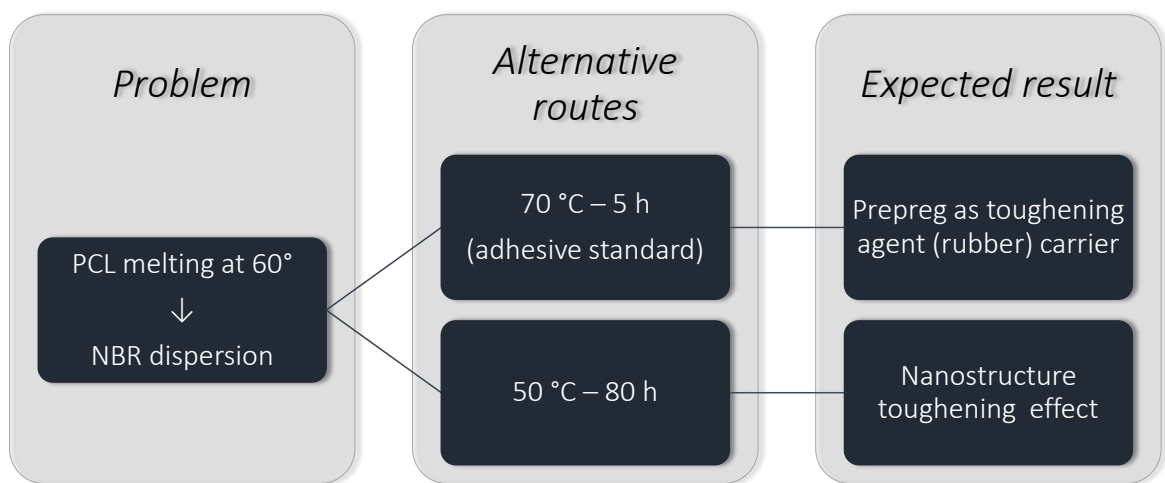 Problem
PCL melting at 60°
↓
NBR dispersion
Alternative
routes
70 °C – 5 h
(adhesive standard)
50 °C – 80 h
Expected result
Prepreg as toughening
agent (rubber) carrier
Nanostructure
toughening effect